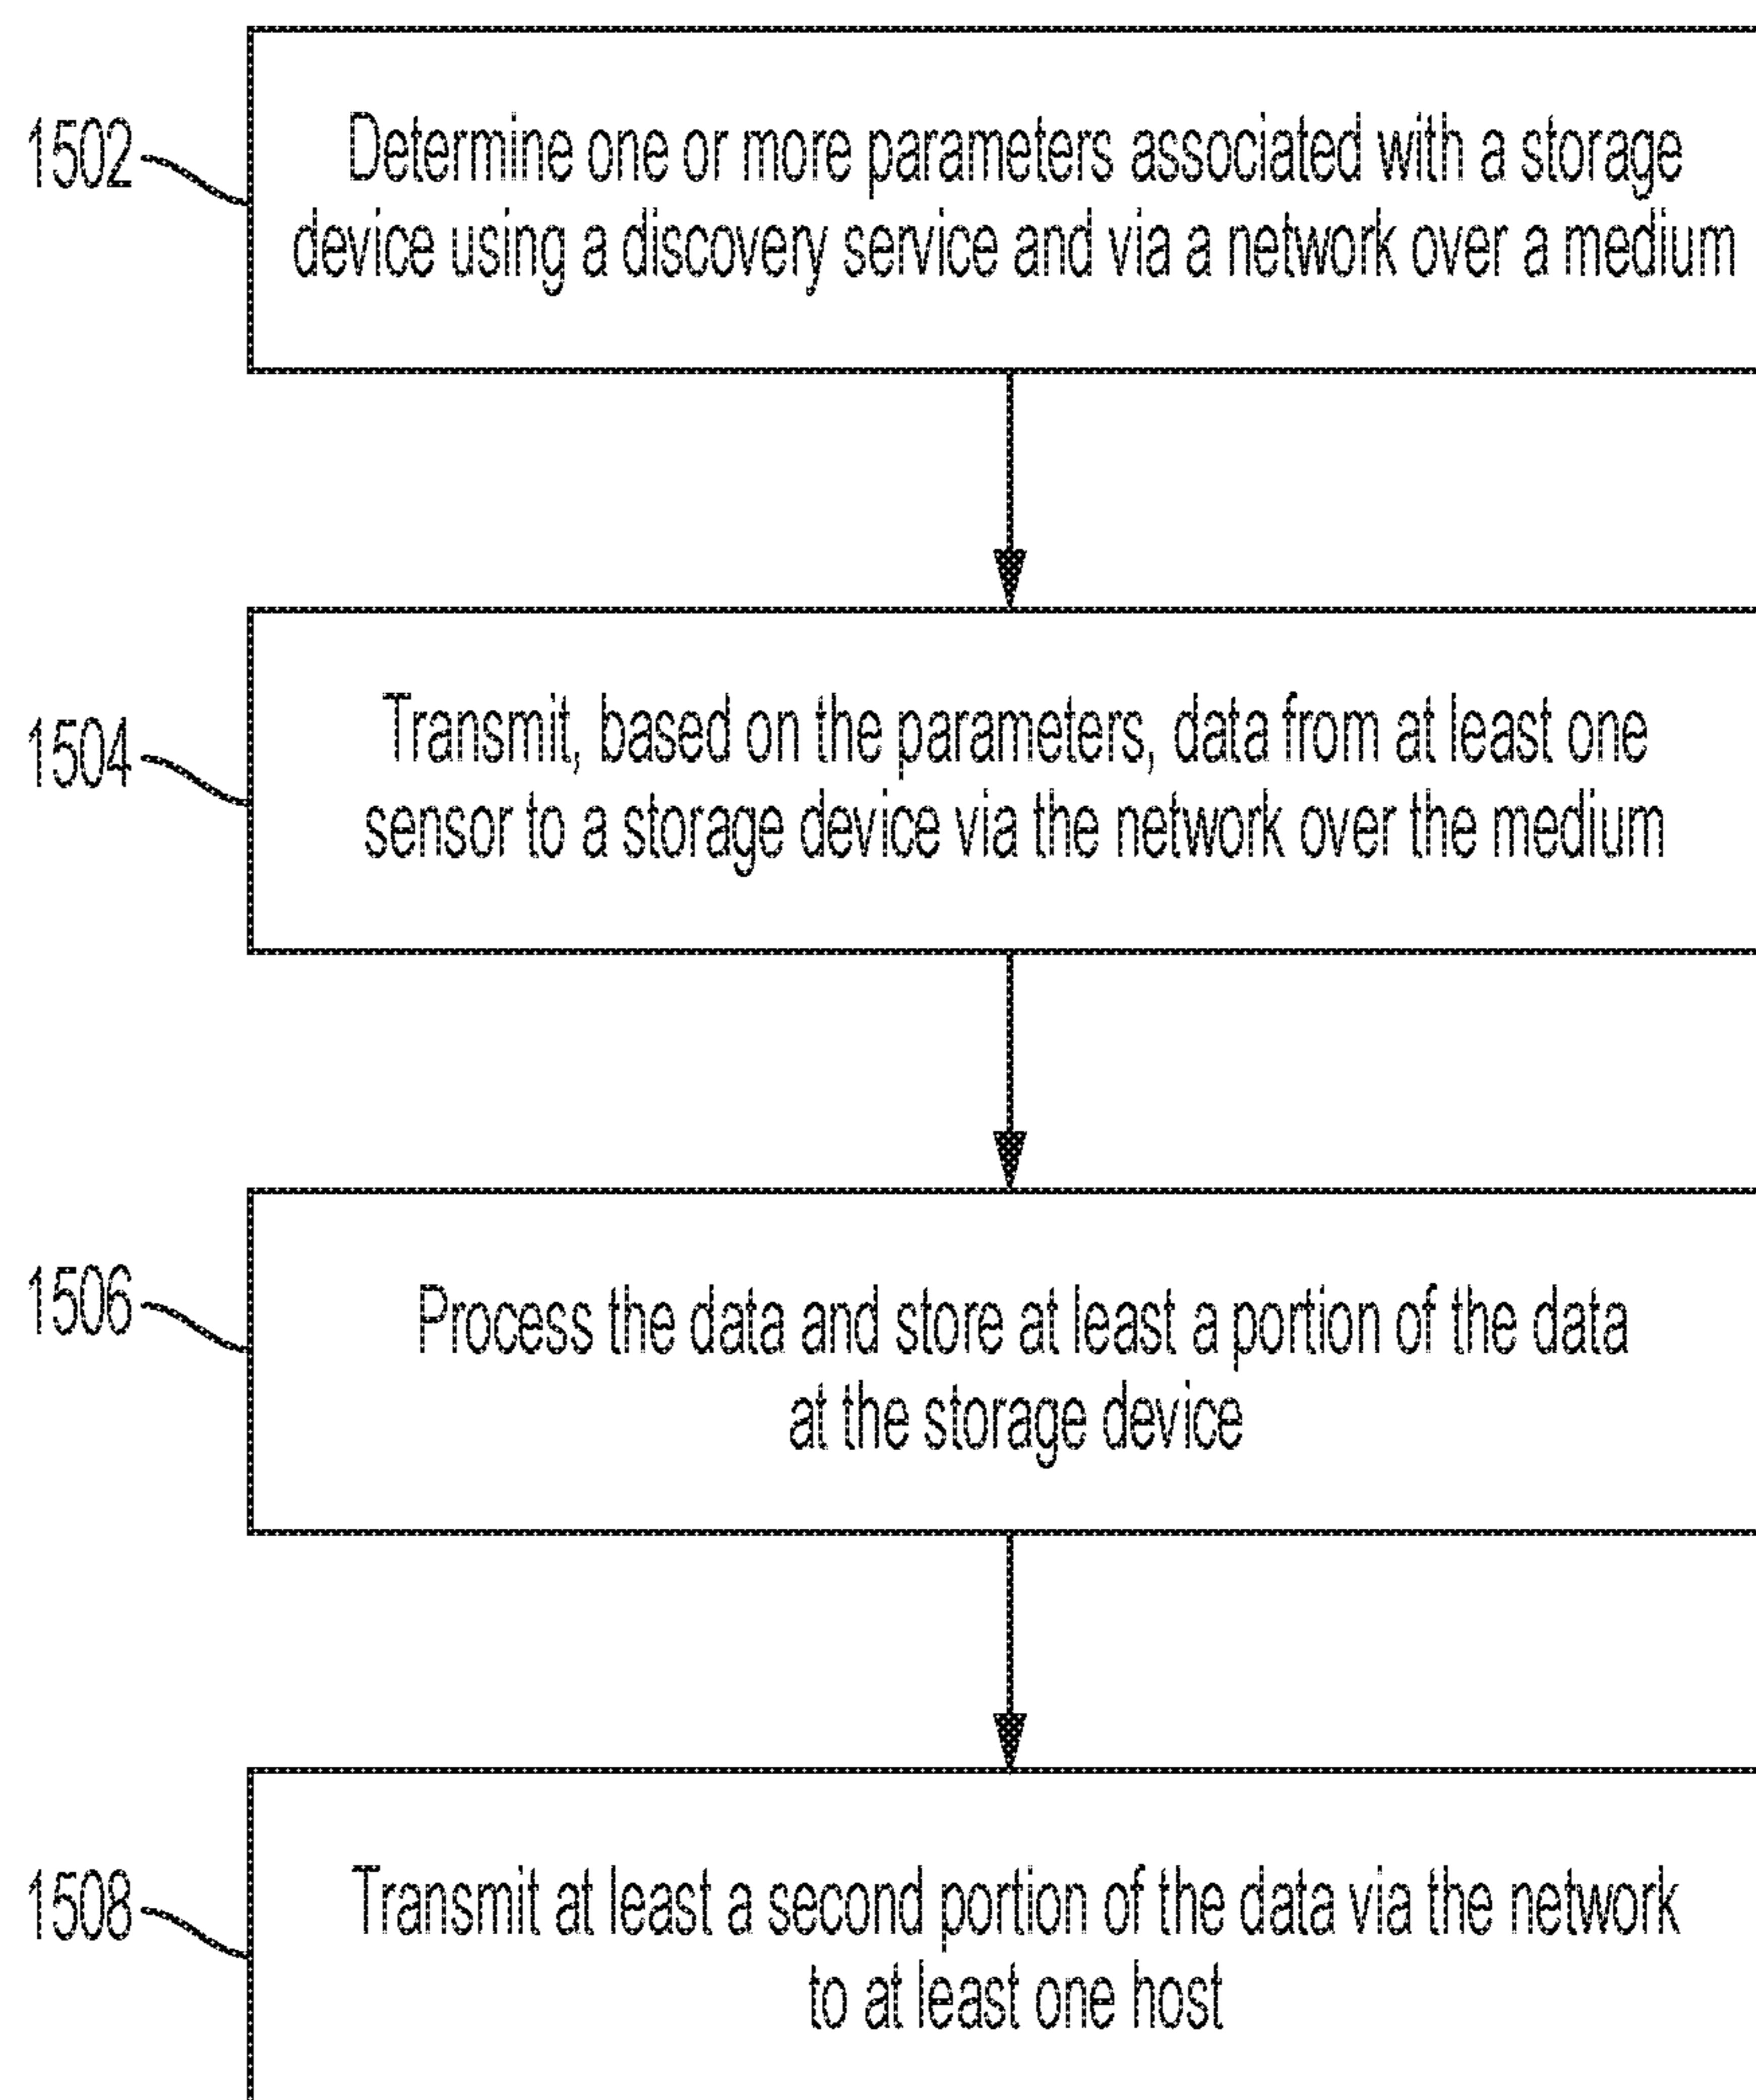 1502
Determine one or more parameters associated with a storage
device using a discovery service and via a network over a medium
1504
Transmit, based on the parameters, data from at least one
sensor to a storage device via the network over the medium
1506
Process the data and store at least a portion of the data
at the storage device
1508
Transmit at least a second portion of the data via the network
to at least one host